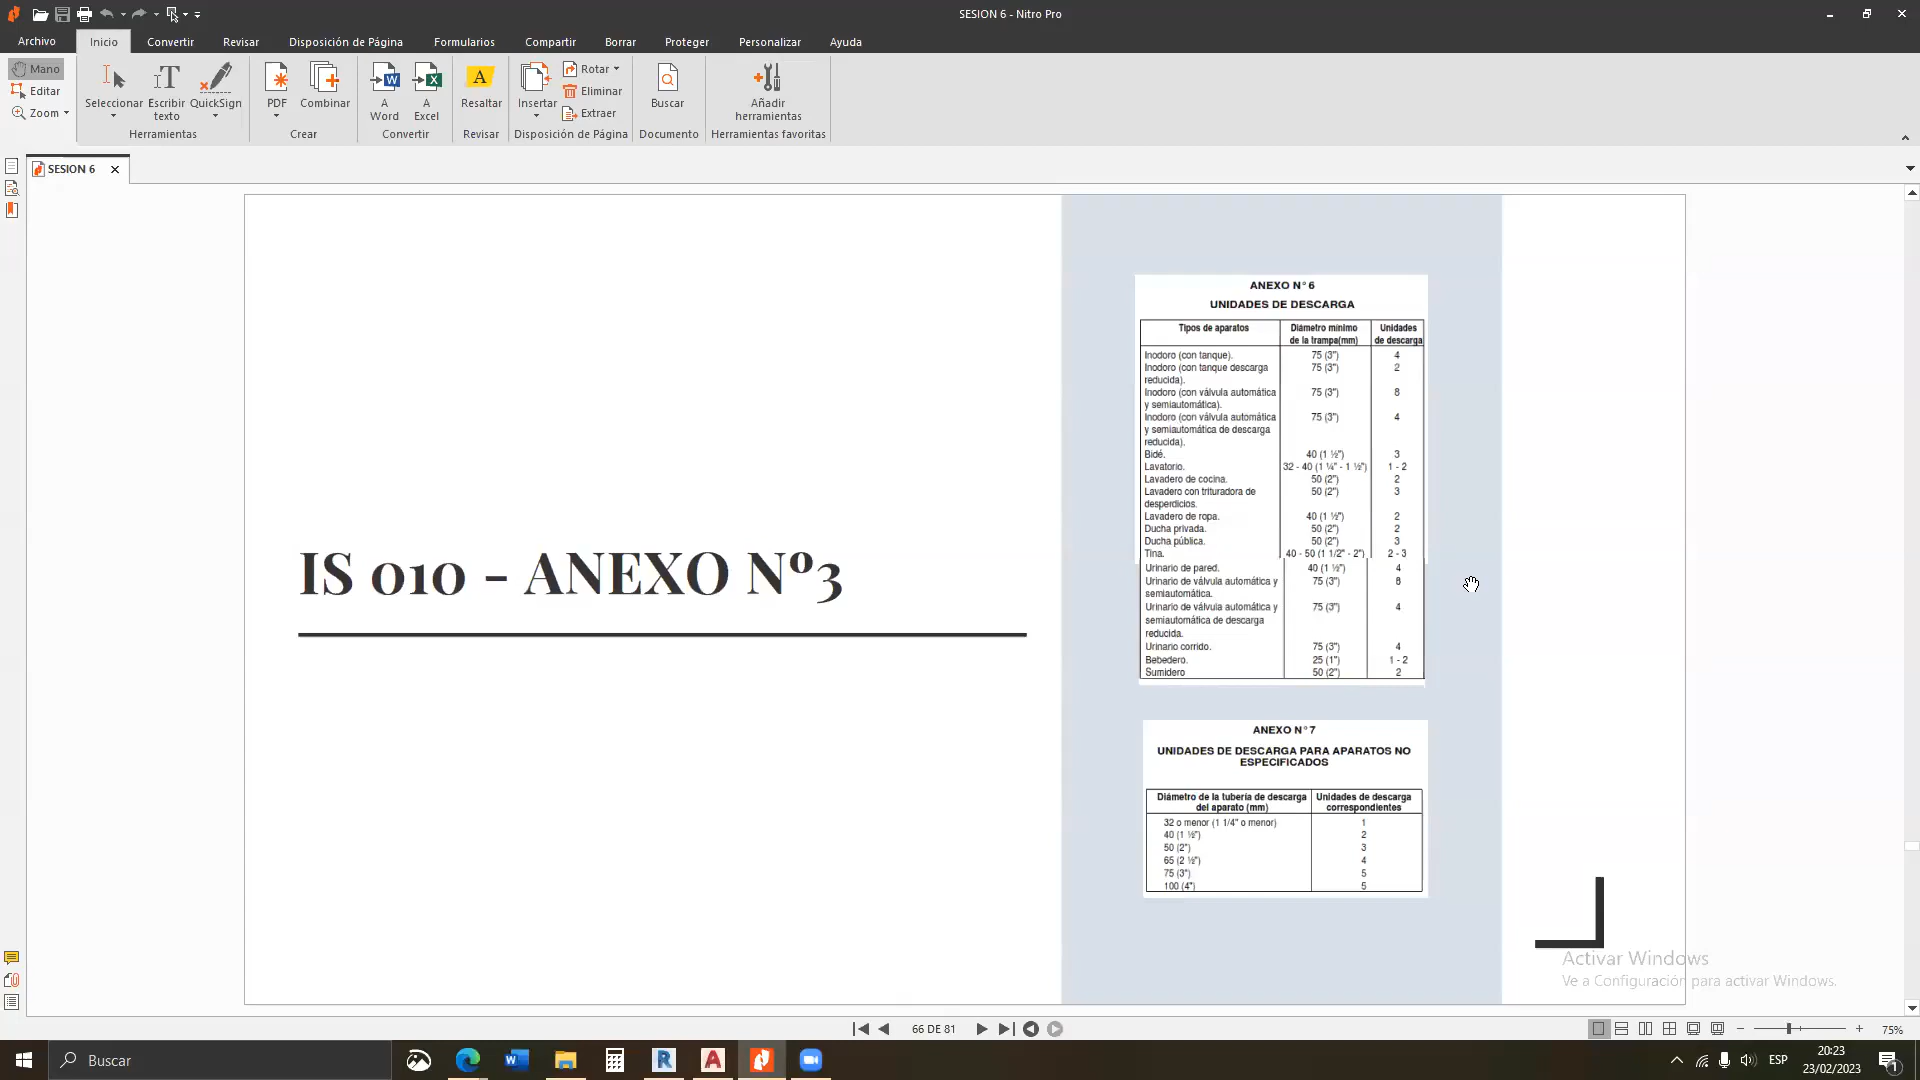 SESION 6 - Nitro Pro
Archivo
Inicio
Convertir
Revisar
Disposición de Página
Formularios
Compartir
Borrar
Proteger
Personalizar
Ayuda
Mano
Editar
Zoom
Seleccionar
Escribir
texto
QuickSign
Herramientas
PDF
Combinar
Crear
A
Word
A
Excel
Convertir
Resaltar
Revisar
Insertar
Rotar
Eliminar
Extraer
Disposición de Página
Buscar
Documento
Añadir
herramientas
Herramientas favoritas
SESION 6
IS 010 - ANEXO Nº3
ANEXO N° 6
UNIDADES DE DESCARGA
Tipos de aparatos Diámetro mínimo Unidades
de la trampa(mm) de descarga
Inodoro (con tanque). 75 (3") 4
Inodoro (con tanque descarga 75 (3") 2
reducida).
Inodoro (con válvula automática 75 (3") 8
y semiautomática).
Inodoro (con válvula automática 75 (3") 4
y semiautomática de descarga
reducida).
Bidé. 40 (1 ½") 3
Lavatorio. 32 - 40 (1 ¼" - 1 ½") 1 - 2
Lavadero de cocina. 50 (2") 2
Lavadero con trituradora de 50 (2") 3
desperdicios.
Lavadero de ropa. 40 (1 ½") 2
Ducha privada. 50 (2") 2
Ducha pública. 50 (2") 3
Tina. 40 - 50 (1 1/2" - 2") 2 - 3
Urinario de pared. 40 (1 ½") 4
Urinario de válvula automática y 75 (3") 8
semiautomática.
Urinario de válvula automática y 75 (3") 4
semiautomática de descarga
reducida.
Urinario corrido. 75 (3") 4
Bebedero. 25 (1") 1 - 2
Sumidero 50 (2") 2
ANEXO N° 7
UNIDADES DE DESCARGA PARA APARATOS NO
ESPECIFICADOS
Diámetro de la tubería de descarga Unidades de descarga
del aparato (mm) correspondientes
32 o menor (1 1/4" o menor) 1
40 (1 ½") 2
50 (2") 3
65 (2 ½") 4
75 (3") 5
100 (4") 5
Activar Windows
Ve a Configuración para activar Windows.
66 DE 81
75%
Buscar
ESP
20:23
23/02/2023